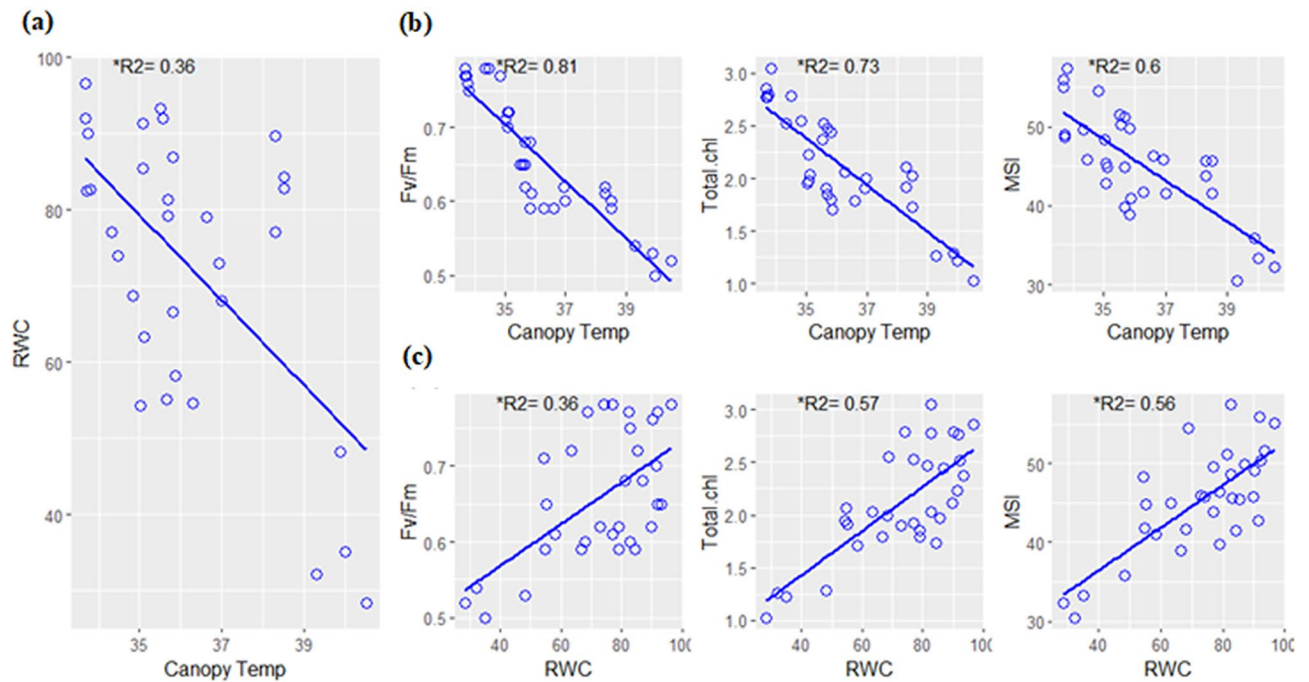 (a)
*R2= 0.36
100
80
60
40
RWC
35
37
39
Canopy Temp
(b)
*R2= 0.81
0.7
0.6
0.5
Fv/Fm
35
37
39
Canopy Temp
*R2= 0.73
3.0
2.5
2.0
1.5
1.0
Total.chl
35
37
39
Canopy Temp
*R2= 0.6
50
40
30
MSI
35
37
39
Canopy Temp
(c)
*R2= 0.36
0.7
0.6
0.5
Fv/Fm
40
60
80
100
RWC
*R2= 0.57
3.0
2.5
2.0
1.5
1.0
Total.chl
40
60
80
100
RWC
*R2= 0.56
50
40
30
MSI
40
60
80
100
RWC